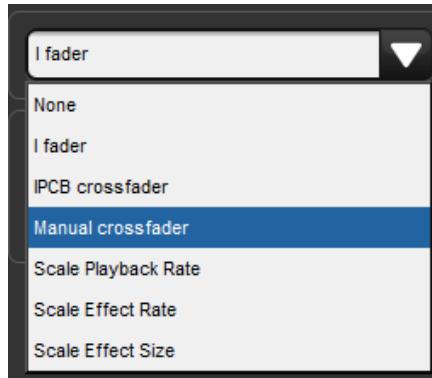 I fader
None
I fader
IPCB crossfader
Manual crossfader
Scale Playback Rate
Scale Effect Rate
Scale Effect Size